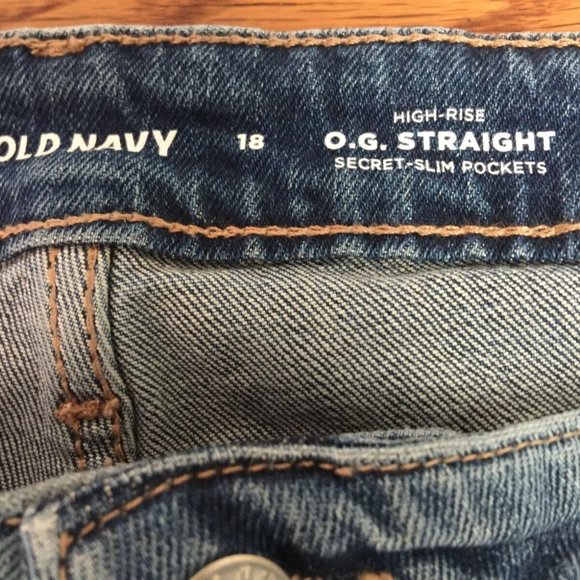 OLD NAVY
18
HIGH-RISE
O.G. STRAIGHT
SECRET-SLIM POCKETS